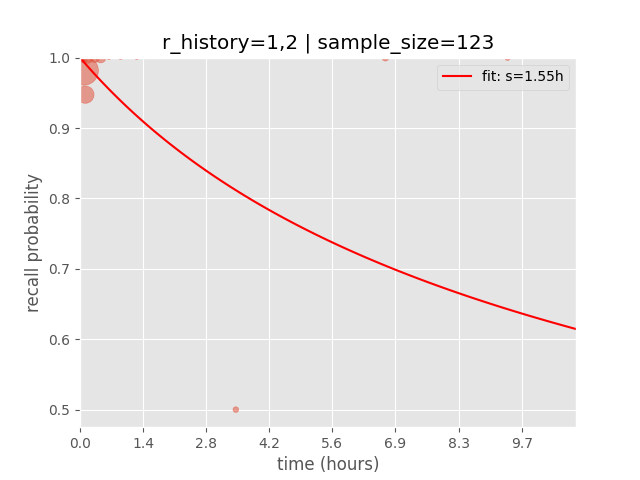 r_history=1,2 | sample_size=123
fit: s=1.55h
recall probability
1.0
0.9
0.8
0.7
0.6
0.5
0.0 1.4 2.8 4.2 5.6 6.9 8.3 9.7
time (hours)